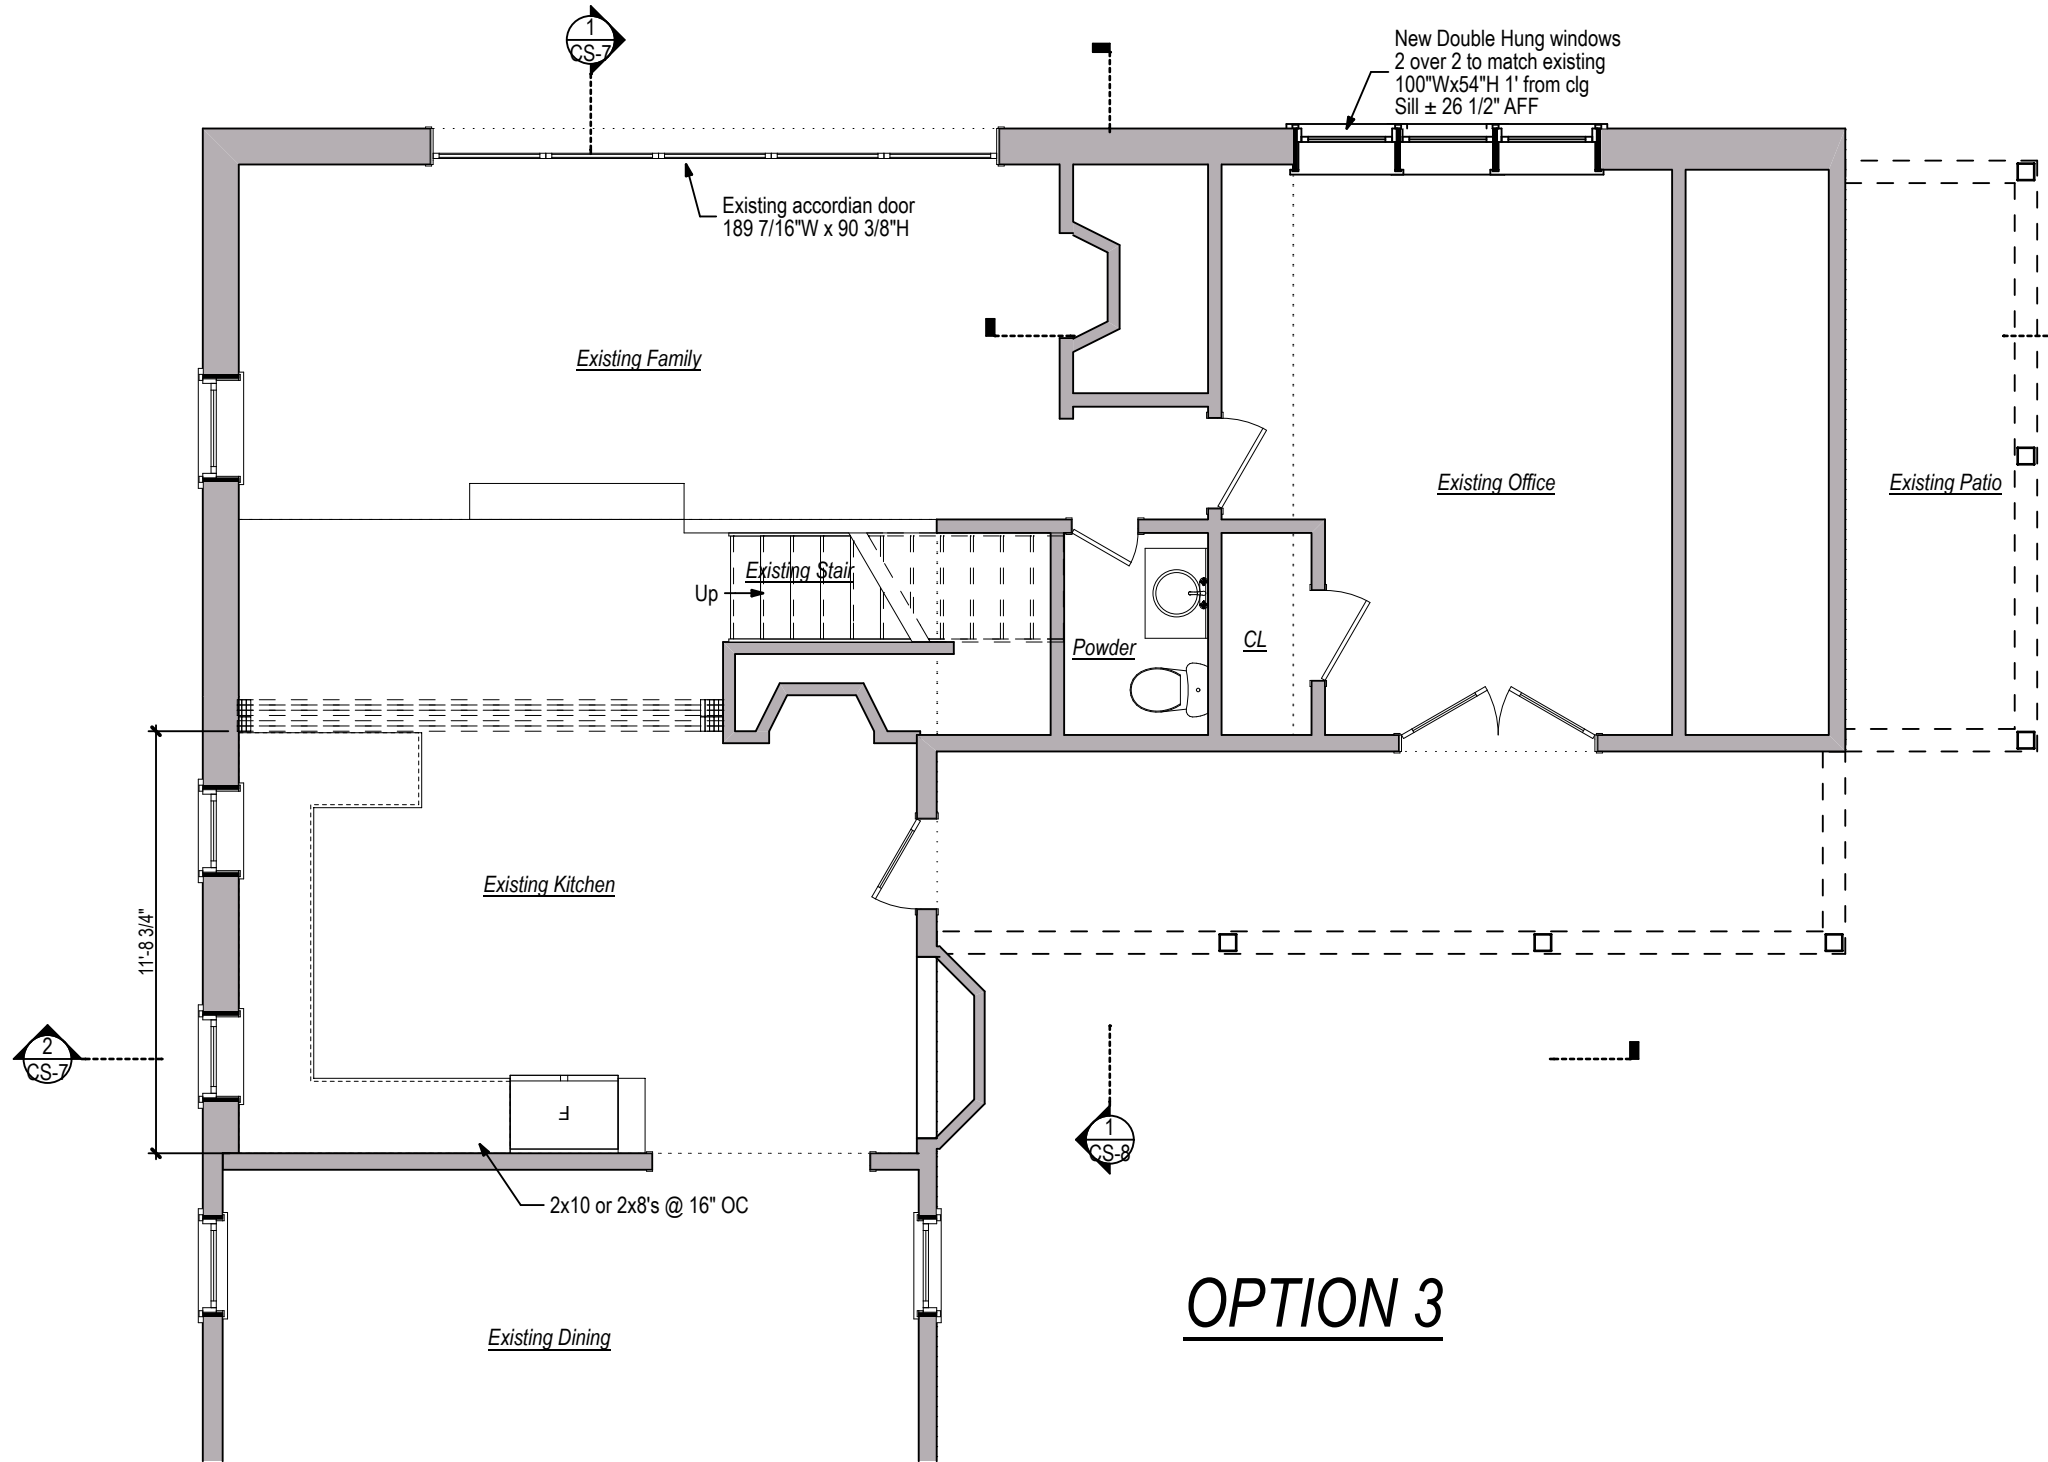 1
CS-7
New Double Hung windows
2 over 2 to match existing
100"Wx54"H 1' from clg
Sill ± 26 1/2" AFF
Existing accordian door
189 7/16"W x 90 3/8"H
Existing Family
Existing Office
Existing Patio
Existing Stair
Up
Powder
CL
Existing Kitchen
11'-8 3/4"
2
CS-7
F
1
CS-8
2x10 or 2x8's @ 16" OC
Existing Dining
OPTION 3